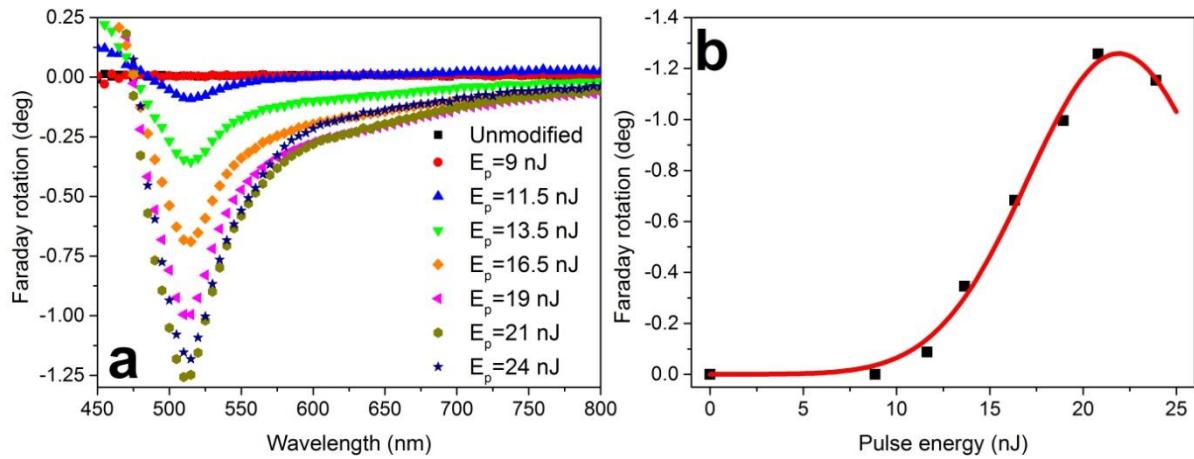 a
Faraday rotation (deg)
0.25
0.00
-0.25
-0.50
-0.75
-1.00
-1.25
450 500 550 600 650 700 750 800
Wavelength (nm)
Unmodified
Ep=9 nJ
Ep=11.5 nJ
Ep=13.5 nJ
Ep=16.5 nJ
Ep=19 nJ
Ep=21 nJ
Ep=24 nJ
b
Faraday rotation (deg)
-1.4
-1.2
-1.0
-0.8
-0.6
-0.4
-0.2
0.0
0 5 10 15 20 25
Pulse energy (nJ)